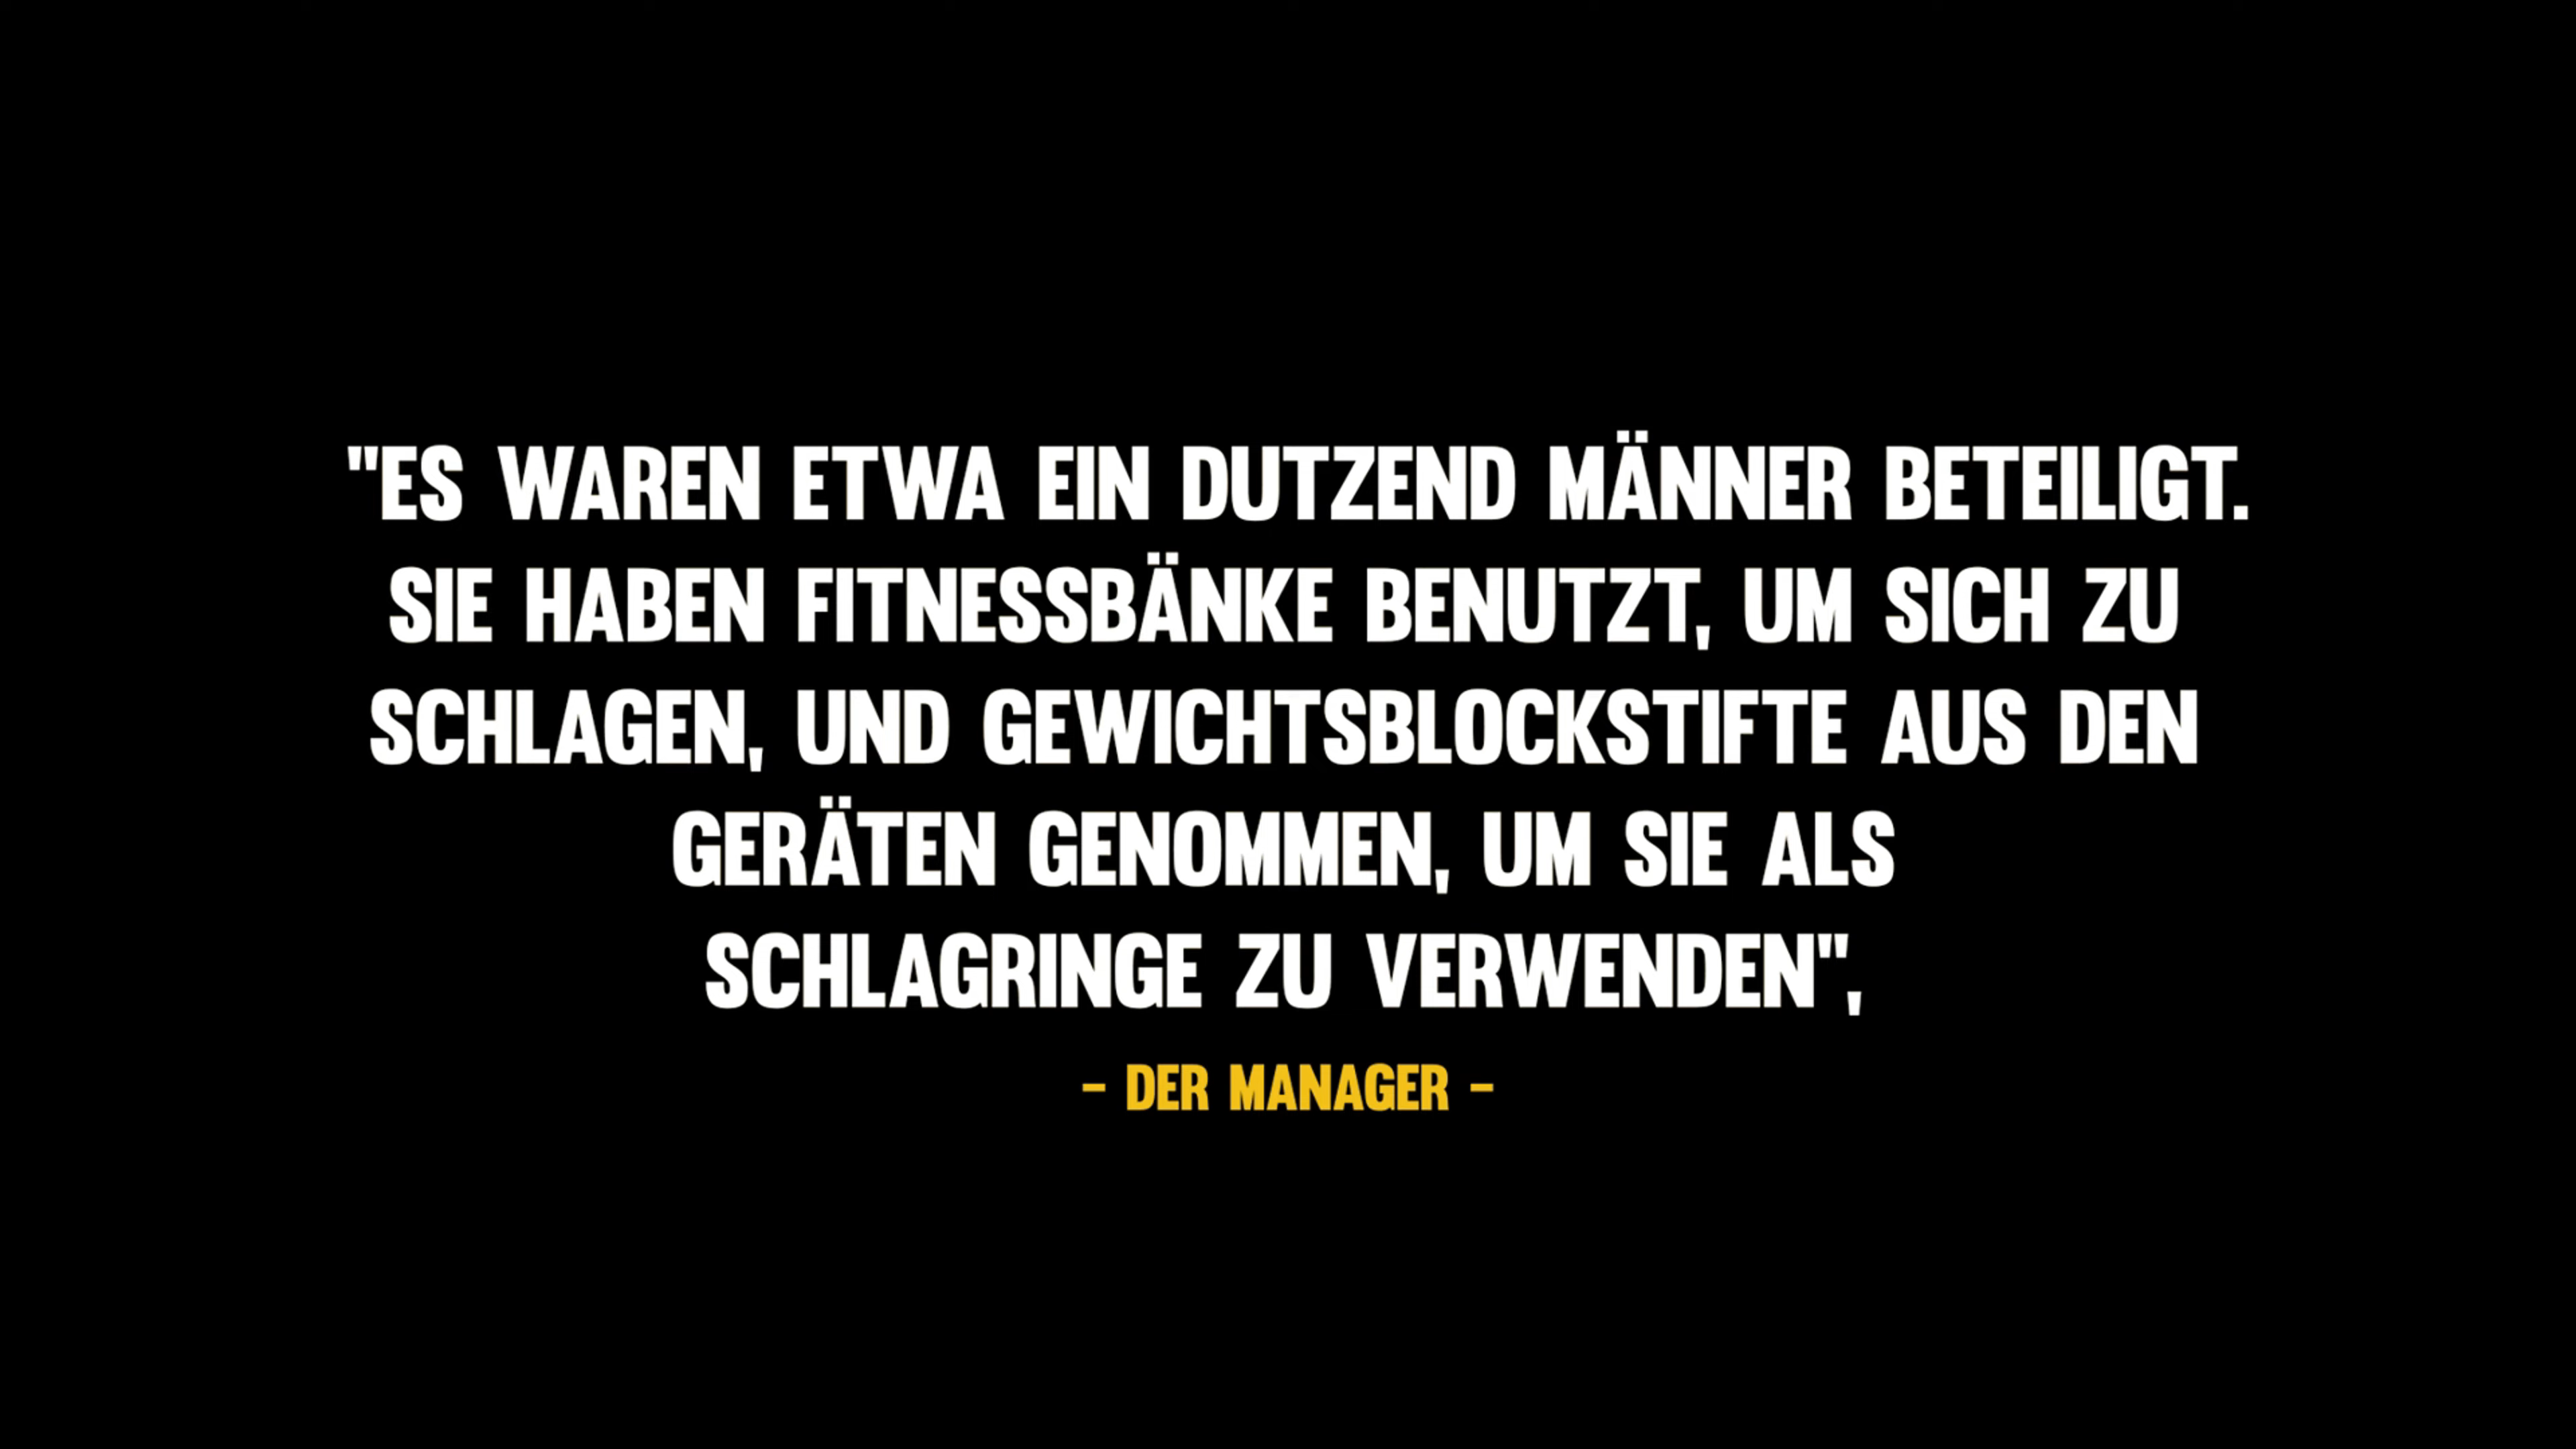 "ES WAREN ETWA EIN DUTZEND MÄNNER BETEILIGT.
SIE HABEN FITNESSBÄNKE BENUTZT, UM SICH ZU
SCHLAGEN, UND GEWICHTSBLOCKSTIFTE AUS DEN
GERÄTEN GENOMMEN, UM SIE ALS
SCHLAGRINGE ZU VERWENDEN",
- DER MANAGER -